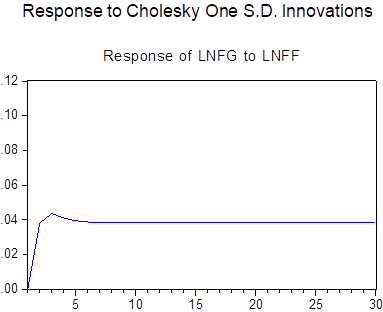 Response to Cholesky One S.D. Innovations
Response of LNFG to LNFF
.12
.10
.08
.06
.04
.02
.00
5 10 15 20 25 30